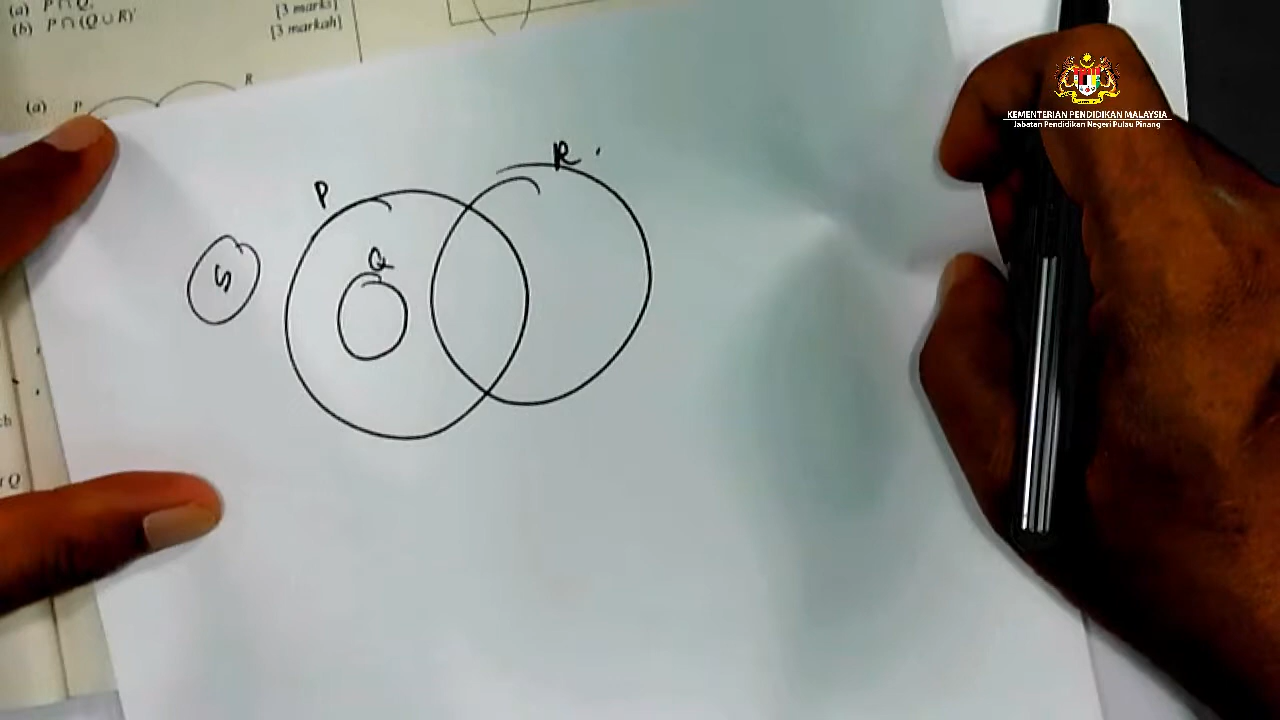 (a) P ∩ Q,
[3 marks]
(b) P ∩ (Q ∪ R)'
[3 markah]
(a) P R
KEMENTERIAN PENDIDIKAN MALAYSIA
Jabatan Pendidikan Negeri Pulau Pinang
P
R
S
Q
Q